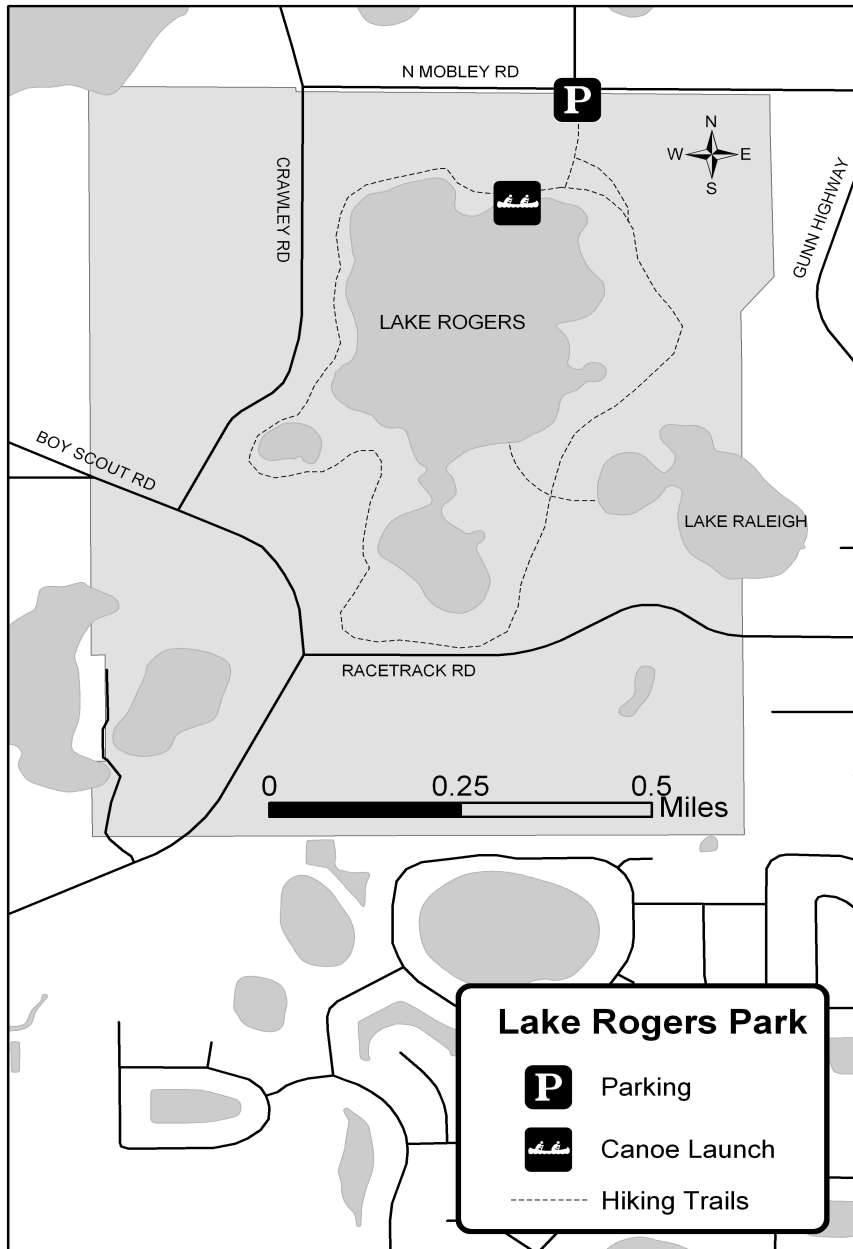 N MOBLEY RD
P
N
W E
S
CRAWLEY RD
GUNN HIGHWAY
LAKE ROGERS
BOY SCOUT RD
LAKE RALEIGH
RACETRACK RD
0 0.25 0.5
Miles
Lake Rogers Park
P Parking
Canoe Launch
Hiking Trails